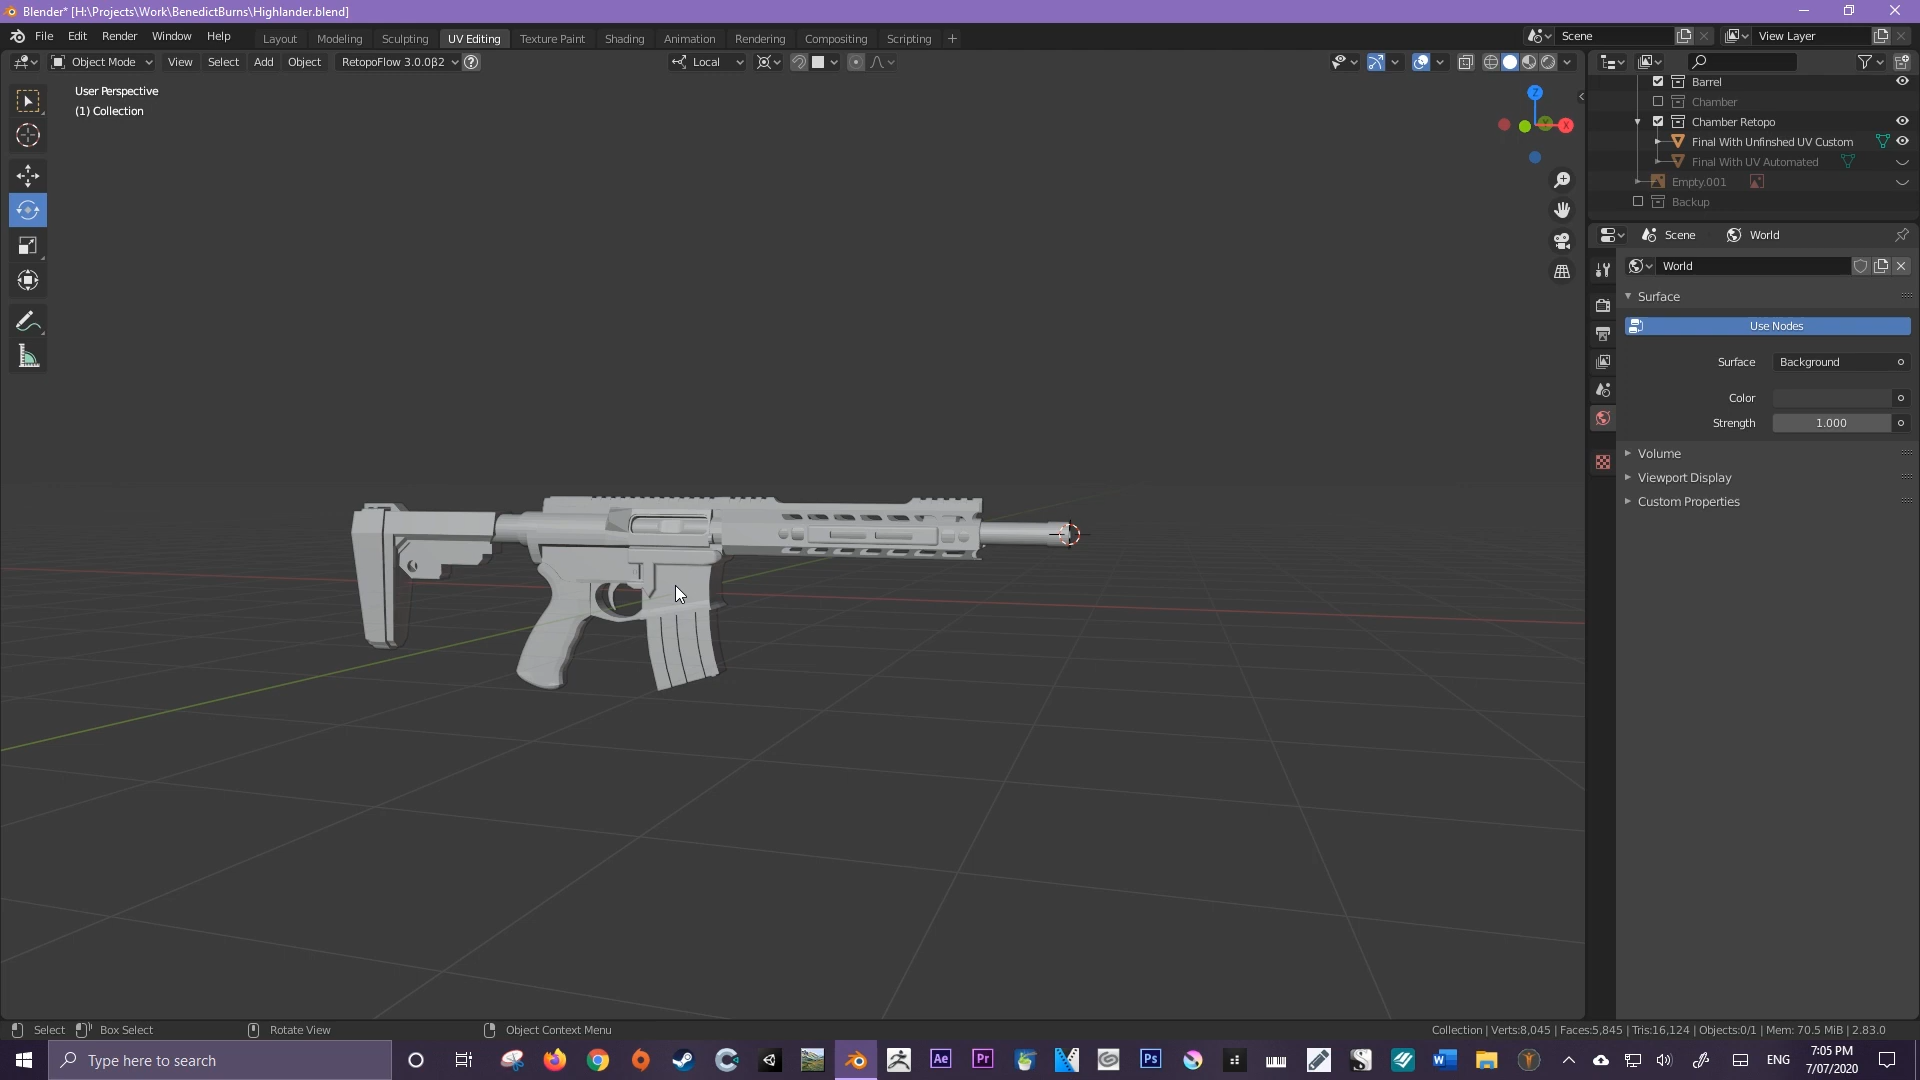 Blender* [H:\Projects\Work\BenedictBurns\Highlander.blend]
File Edit Render Window Help Layout Modeling Sculpting UV Editing Texture Paint Shading Animation Rendering Compositing Scripting + Scene View Layer
Object Mode View Select Add Object RetopoFlow 3.0.0β2 ? Local
User Perspective
(1) Collection
Z
X
Barrel
Chamber
Chamber Retopo
Final With Unfinshed UV Custom
Final With UV Automated
Empty.001
Backup
Scene World
World
Surface
Use Nodes
Surface Background
Color
Strength 1.000
Volume
Viewport Display
Custom Properties
Select Box Select Rotate View Object Context Menu Collection | Verts:8,045 | Faces:5,845 | Tris:16,124 | Objects:0/1 | Mem: 70.5 MiB | 2.83.0
Type here to search Ae Pr Ps W ENG
7:05 PM
7/07/2020